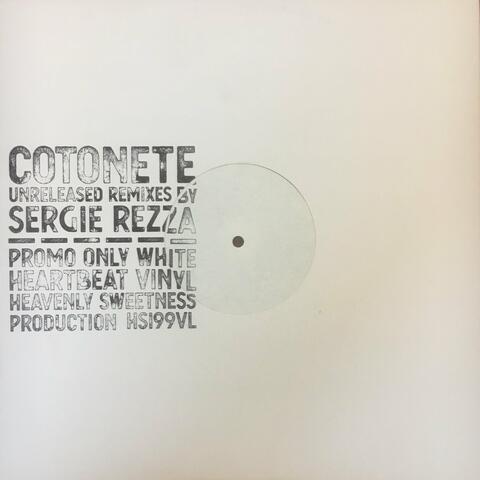 COTONETE
UNRELEASED REMIXES BY
SERGIE REZZA
PROMO ONLY WHITE
HEARTBEAT VINYL
HEAVENLY SWEETNESS
PRODUCTION HS199VL